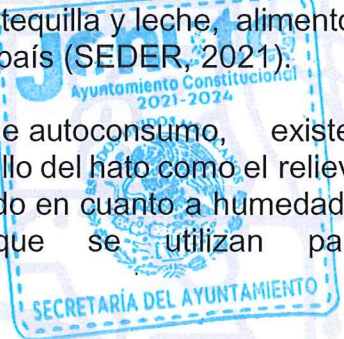 tequilla y leche, alimento
país (SEDER, 2021).
Ayuntamiento Constitucional
2021-2024
e autoconsumo, existe
llo del hato como el reliev
do en cuanto a humedad
que se utilizan pa
SECRETARÍA DEL AYUNTAMIENTO